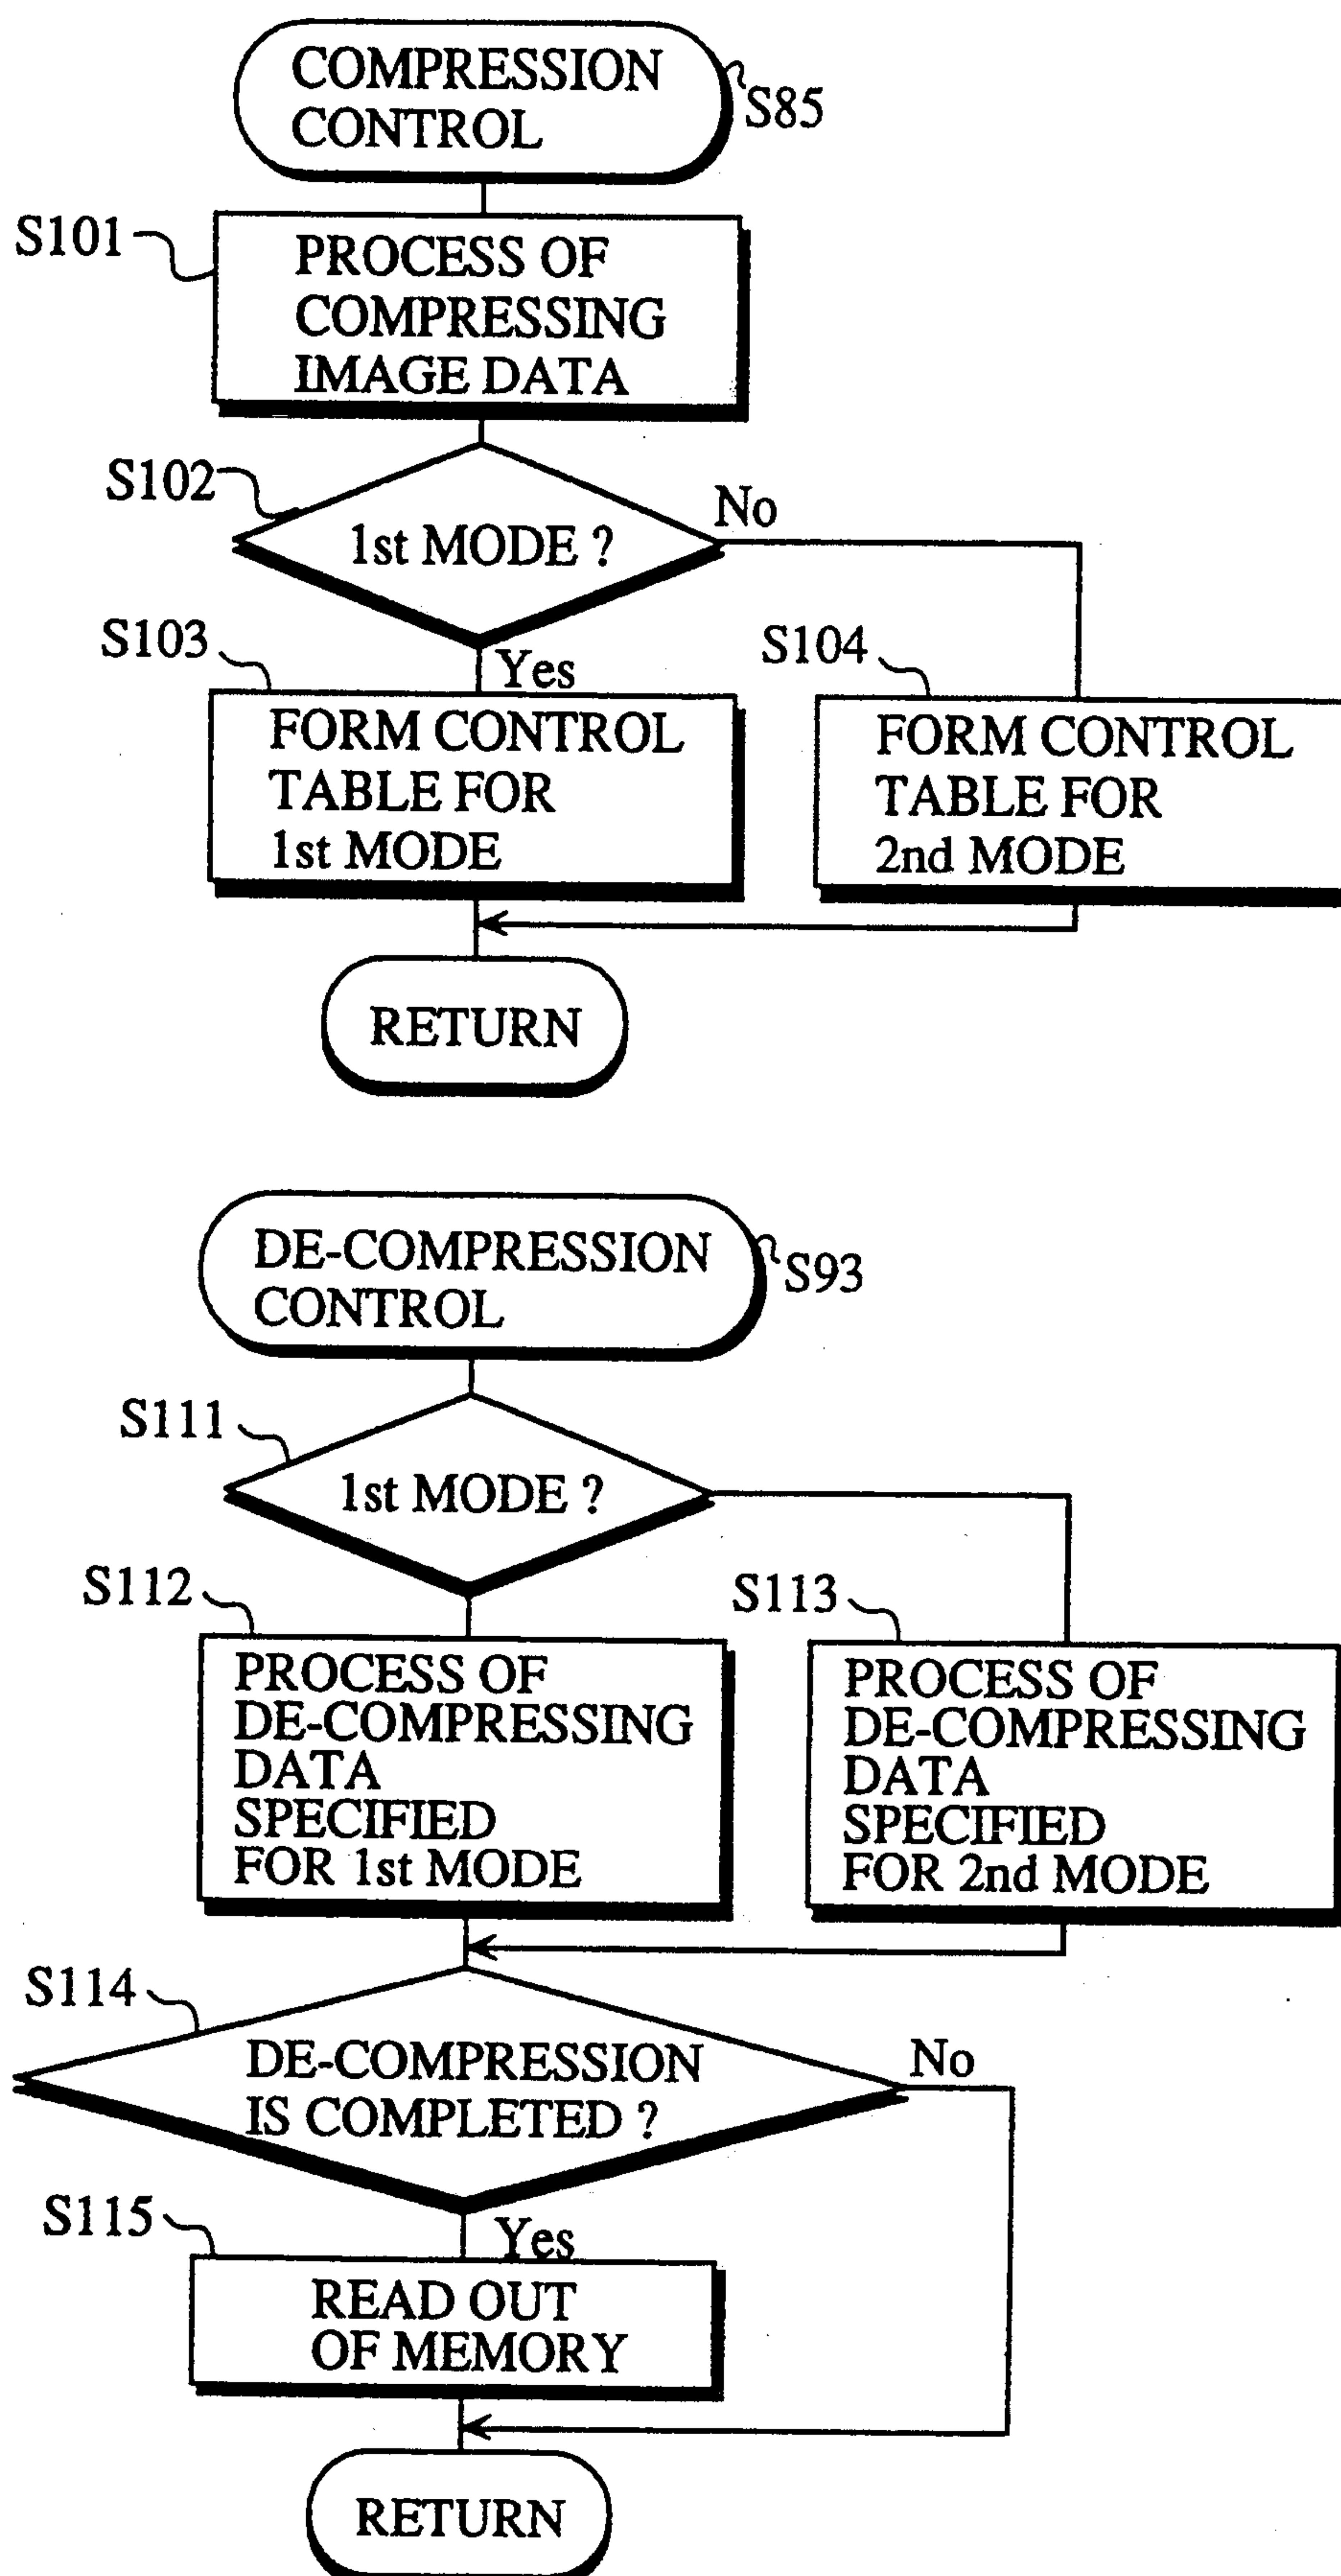 COMPRESSION
CONTROL
S85
S101
PROCESS OF
COMPRESSING
IMAGE DATA
S102
1st MODE ?
No
S103
Yes
S104
FORM CONTROL
TABLE FOR
1st MODE
FORM CONTROL
TABLE FOR
2nd MODE
RETURN
DE-COMPRESSION
CONTROL
S93
S111
1st MODE ?
S112
S113
PROCESS OF
DE-COMPRESSING
DATA
SPECIFIED
FOR 1st MODE
PROCESS OF
DE-COMPRESSING
DATA
SPECIFIED
FOR 2nd MODE
S114
DE-COMPRESSION
IS COMPLETED ?
No
S115
Yes
READ OUT
OF MEMORY
RETURN